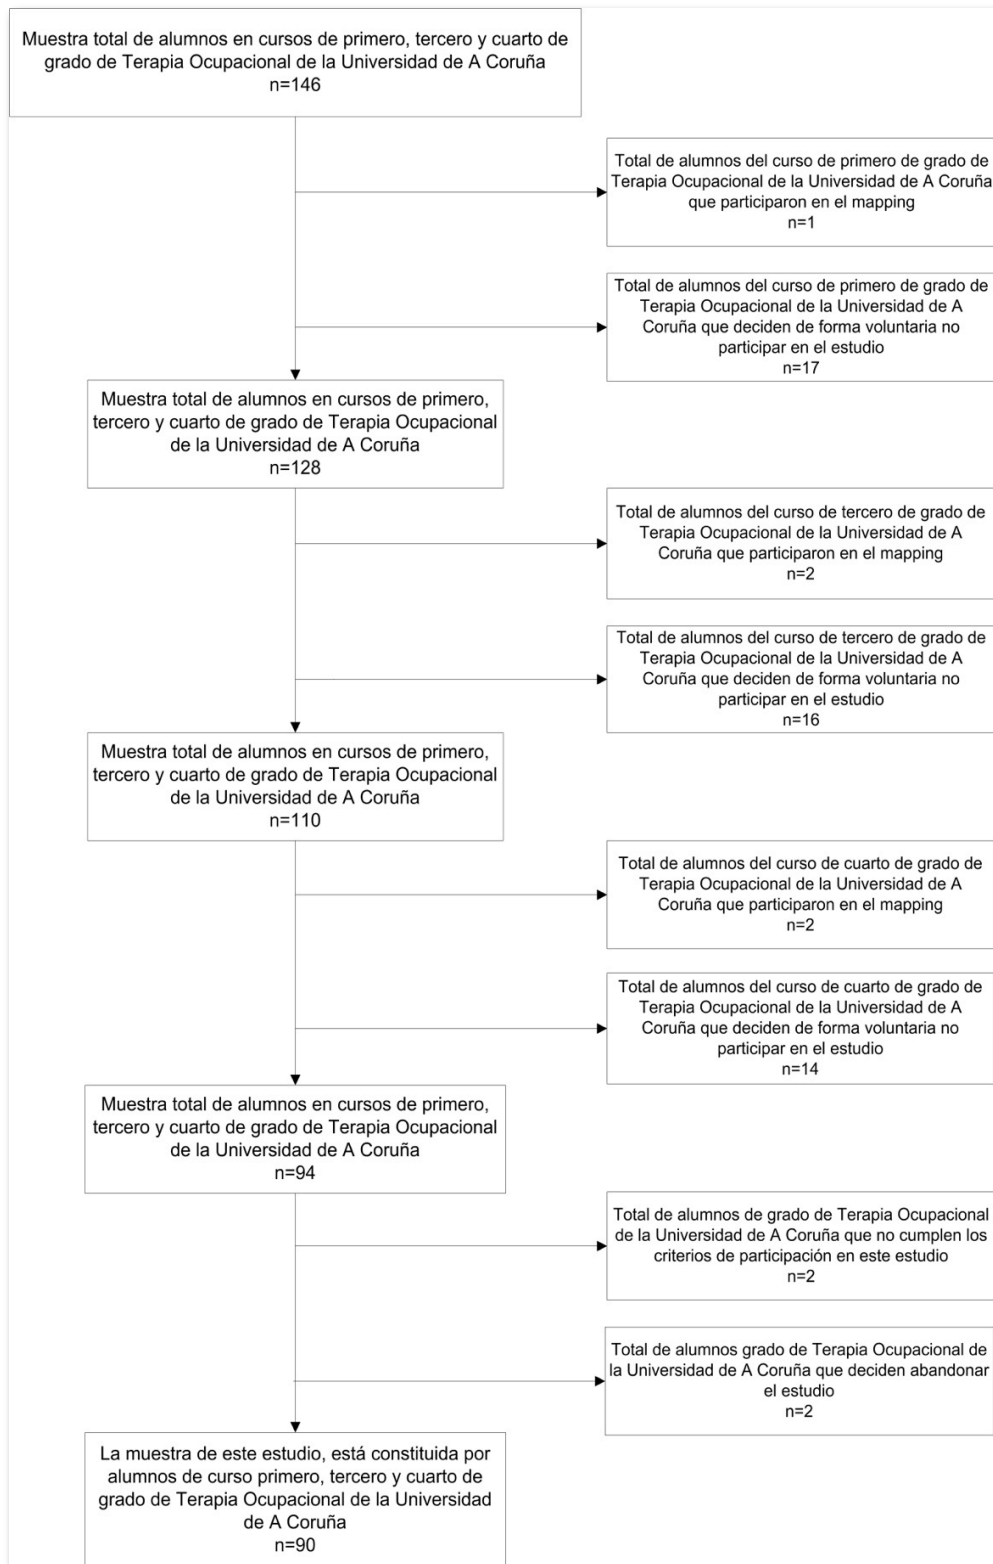 Muestra total de alumnos en cursos de primero, tercero y cuarto de
grado de Terapia Ocupacional de la Universidad de A Coruña
n=146
Total de alumnos del curso de primero de grado de
Terapia Ocupacional de la Universidad de A Coruña
que participaron en el mapping
n=1
Total de alumnos del curso de primero de grado de
Terapia Ocupacional de la Universidad de A
Coruña que deciden de forma voluntaria no
participar en el estudio
n=17
Muestra total de alumnos en cursos de primero,
tercero y cuarto de grado de Terapia Ocupacional
de la Universidad de A Coruña
n=128
Total de alumnos del curso de tercero de grado de
Terapia Ocupacional de la Universidad de A
Coruña que participaron en el mapping
n=2
Total de alumnos del curso de tercero de grado de
Terapia Ocupacional de la Universidad de A
Coruña que deciden de forma voluntaria no
participar en el estudio
n=16
Muestra total de alumnos en cursos de primero,
tercero y cuarto de grado de Terapia Ocupacional
de la Universidad de A Coruña
n=110
Total de alumnos del curso de cuarto de grado de
Terapia Ocupacional de la Universidad de A
Coruña que participaron en el mapping
n=2
Total de alumnos del curso de cuarto de grado de
Terapia Ocupacional de la Universidad de A
Coruña que deciden de forma voluntaria no
participar en el estudio
n=14
Muestra total de alumnos en cursos de primero,
tercero y cuarto de grado de Terapia Ocupacional
de la Universidad de A Coruña
n=94
Total de alumnos de grado de Terapia Ocupacional
de la Universidad de A Coruña que no cumplen los
criterios de participación en este estudio
n=2
Total de alumnos grado de Terapia Ocupacional de
la Universidad de A Coruña que deciden abandonar
el estudio
n=2
La muestra de este estudio, está constituida por
alumnos de curso primero, tercero y cuarto de
grado de Terapia Ocupacional de la Universidad
de A Coruña
n=90